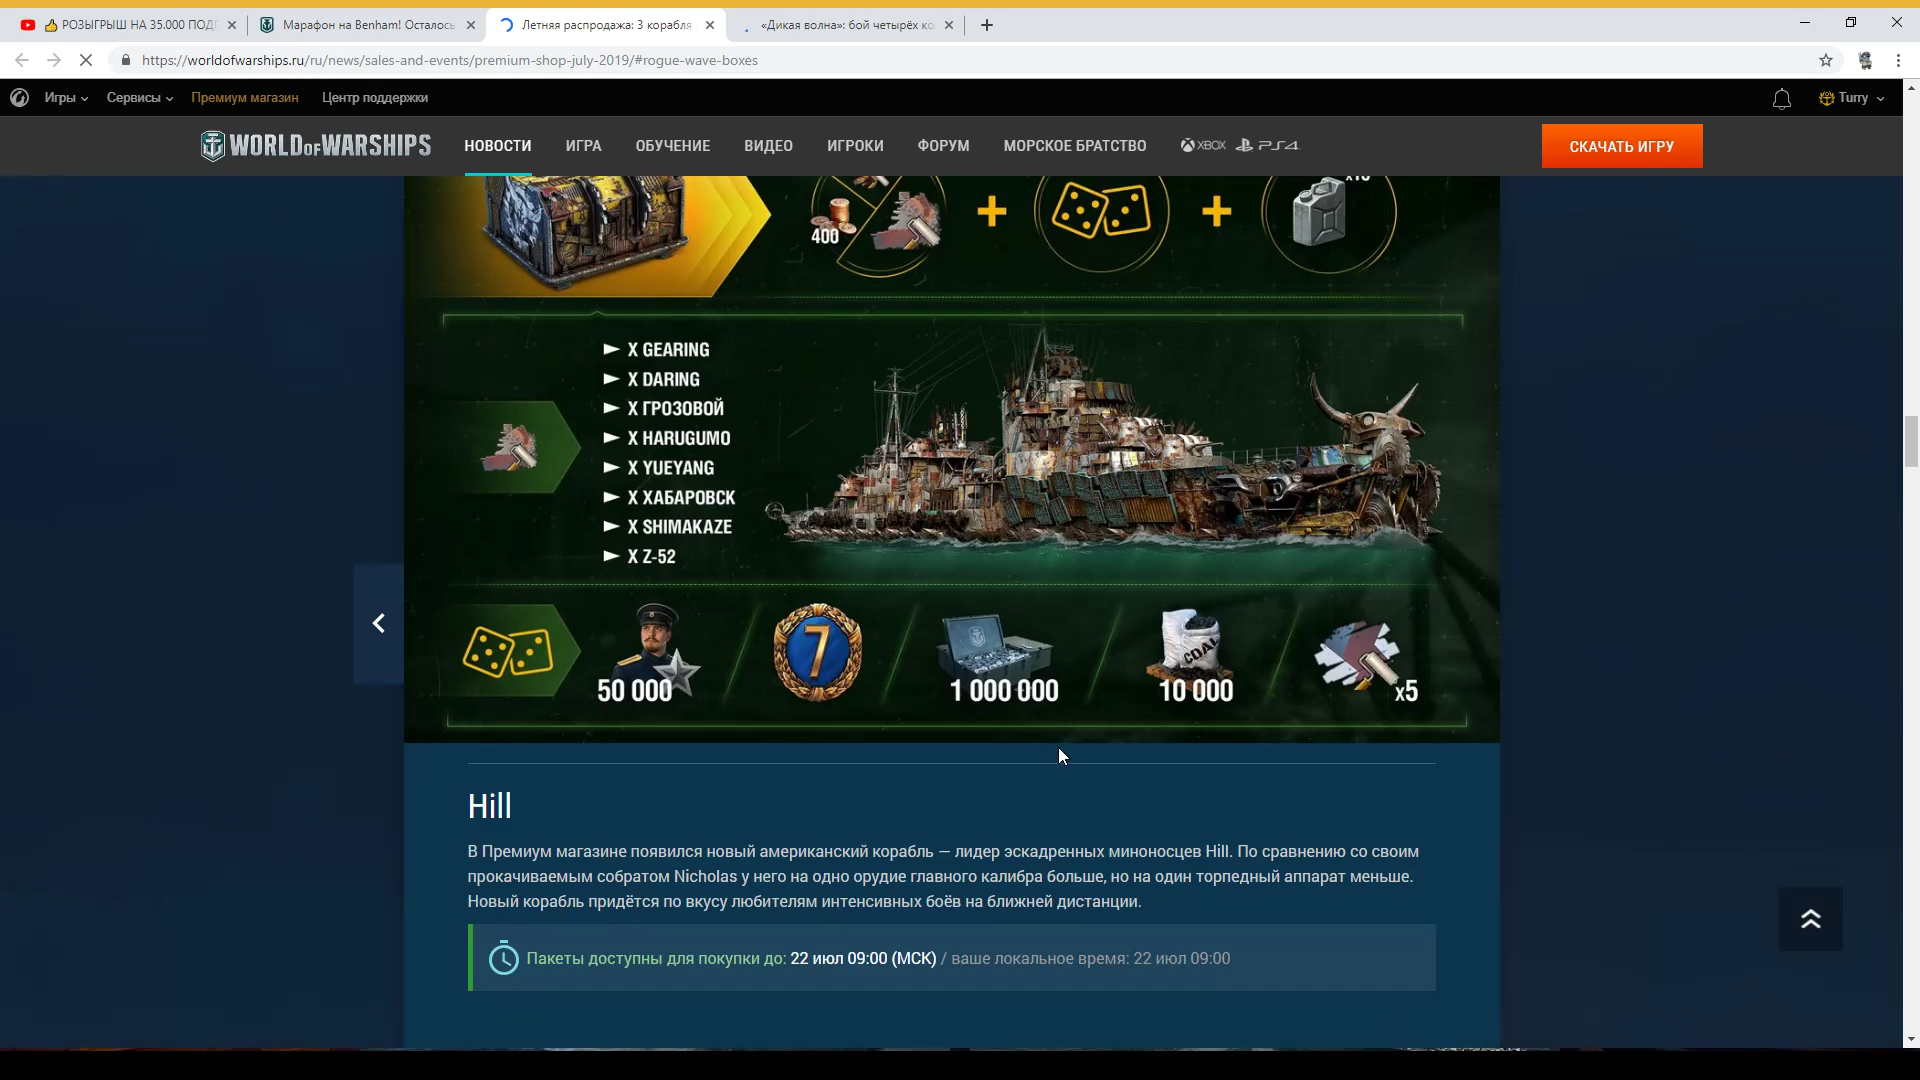 РОЗЫГРЫШ НА 35.000 ПОДГ
Марафон на Benham! Осталось
Летняя распродажа: 3 корабля
«Дикая волна»: бой четырёх ко
https://worldofwarships.ru/ru/news/sales-and-events/premium-shop-july-2019/#rogue-wave-boxes
Игры Сервисы Премиум магазин Центр поддержки Turry
WORLD OF WARSHIPS НОВОСТИ ИГРА ОБУЧЕНИЕ ВИДЕО ИГРОКИ ФОРУМ МОРСКОЕ БРАТСТВО XBOX PS4 СКАЧАТЬ ИГРУ
400
X GEARING
X DARING
X ГРОЗОВОЙ
X HARUGUMO
X YUEYANG
X ХАБАРОВСК
X SHIMAKAZE
X Z-52
7
COAL
50 000 1 000 000 10 000 x5
Hill
В Премиум магазине появился новый американский корабль — лидер эскадренных миноносцев Hill. По сравнению со своим
прокачиваемым собратом Nicholas у него на одно орудие главного калибра больше, но на один торпедный аппарат меньше.
Новый корабль придётся по вкусу любителям интенсивных боёв на ближней дистанции.
Пакеты доступны для покупки до: 22 июл 09:00 (МСК) / ваше локальное время: 22 июл 09:00